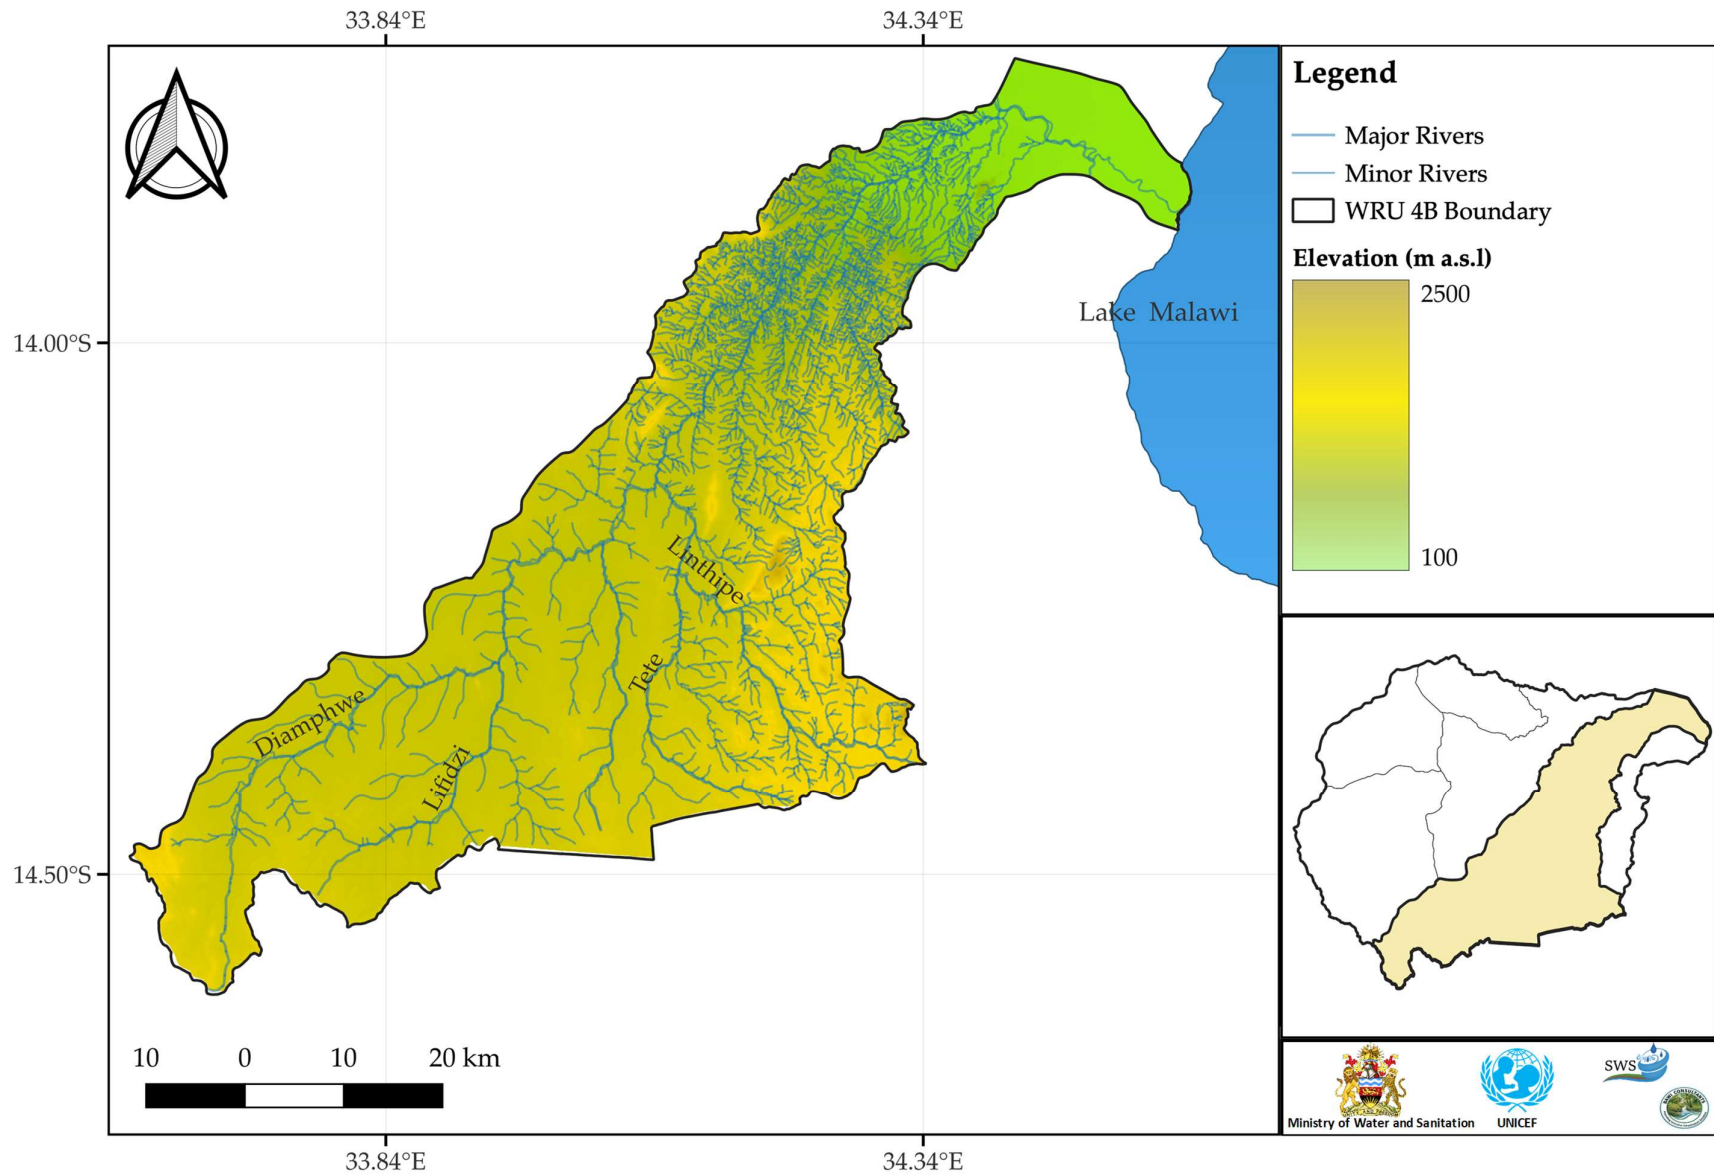 33.84°E
34.34°E
Legend
Major Rivers
Minor Rivers
WRU 4B Boundary
Elevation (m a.s.l)
2500
100
14.00°S
14.50°S
Lake Malawi
Linthipe
Tete
Diamphwe
Lifidzi
10 0 10 20 km
33.84°E
34.34°E
Ministry of Water and Sanitation
UNICEF
SWS